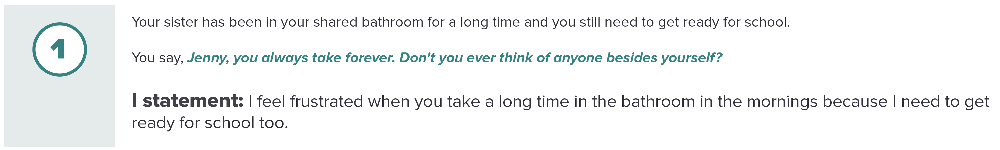 1
Your sister has been in your shared bathroom for a long time and you still need to get ready for school.
You say, Jenny, you always take forever. Don't you ever think of anyone besides yourself?
I statement: I feel frustrated when you take a long time in the bathroom in the mornings because I need to get
ready for school too.